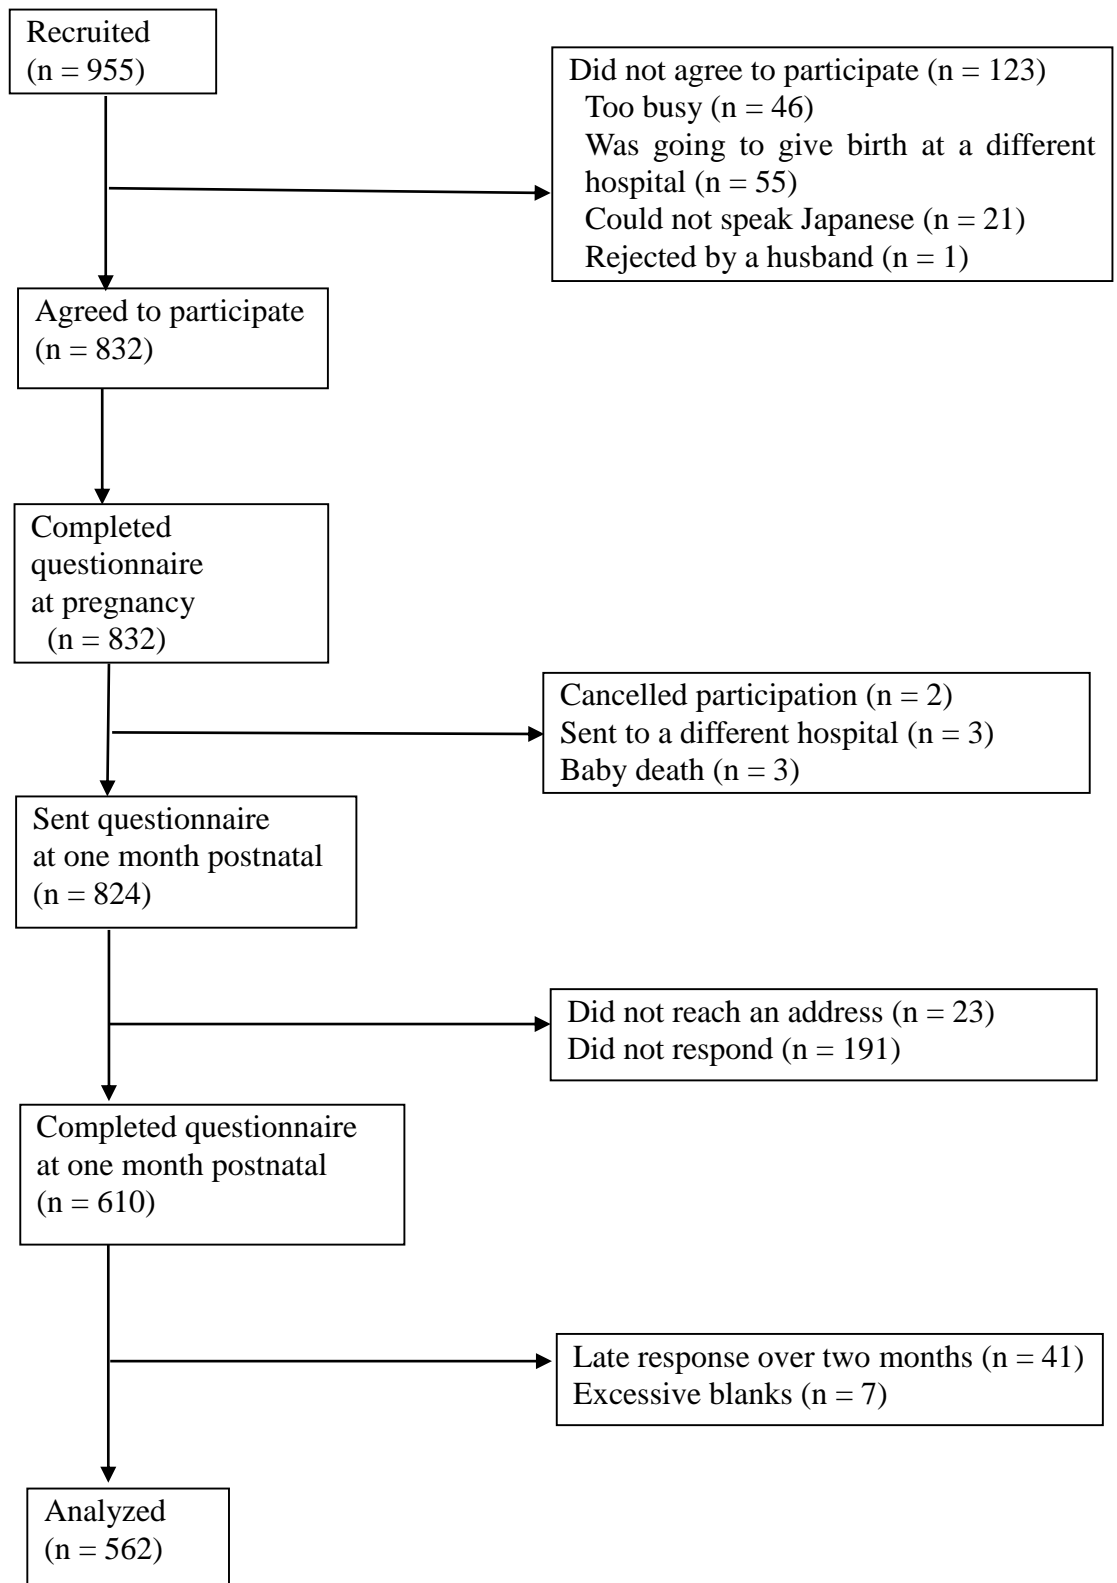 Recruited
(n = 955)
Did not agree to participate (n = 123)
Too busy (n = 46)
Was going to give birth at a different
hospital (n = 55)
Could not speak Japanese (n = 21)
Rejected by a husband (n = 1)
Agreed to participate
(n = 832)
Completed
questionnaire
at pregnancy
(n = 832)
Cancelled participation (n = 2)
Sent to a different hospital (n = 3)
Baby death (n = 3)
Sent questionnaire
at one month postnatal
(n = 824)
Did not reach an address (n = 23)
Did not respond (n = 191)
Completed questionnaire
at one month postnatal
(n = 610)
Late response over two months (n = 41)
Excessive blanks (n = 7)
Analyzed
(n = 562)